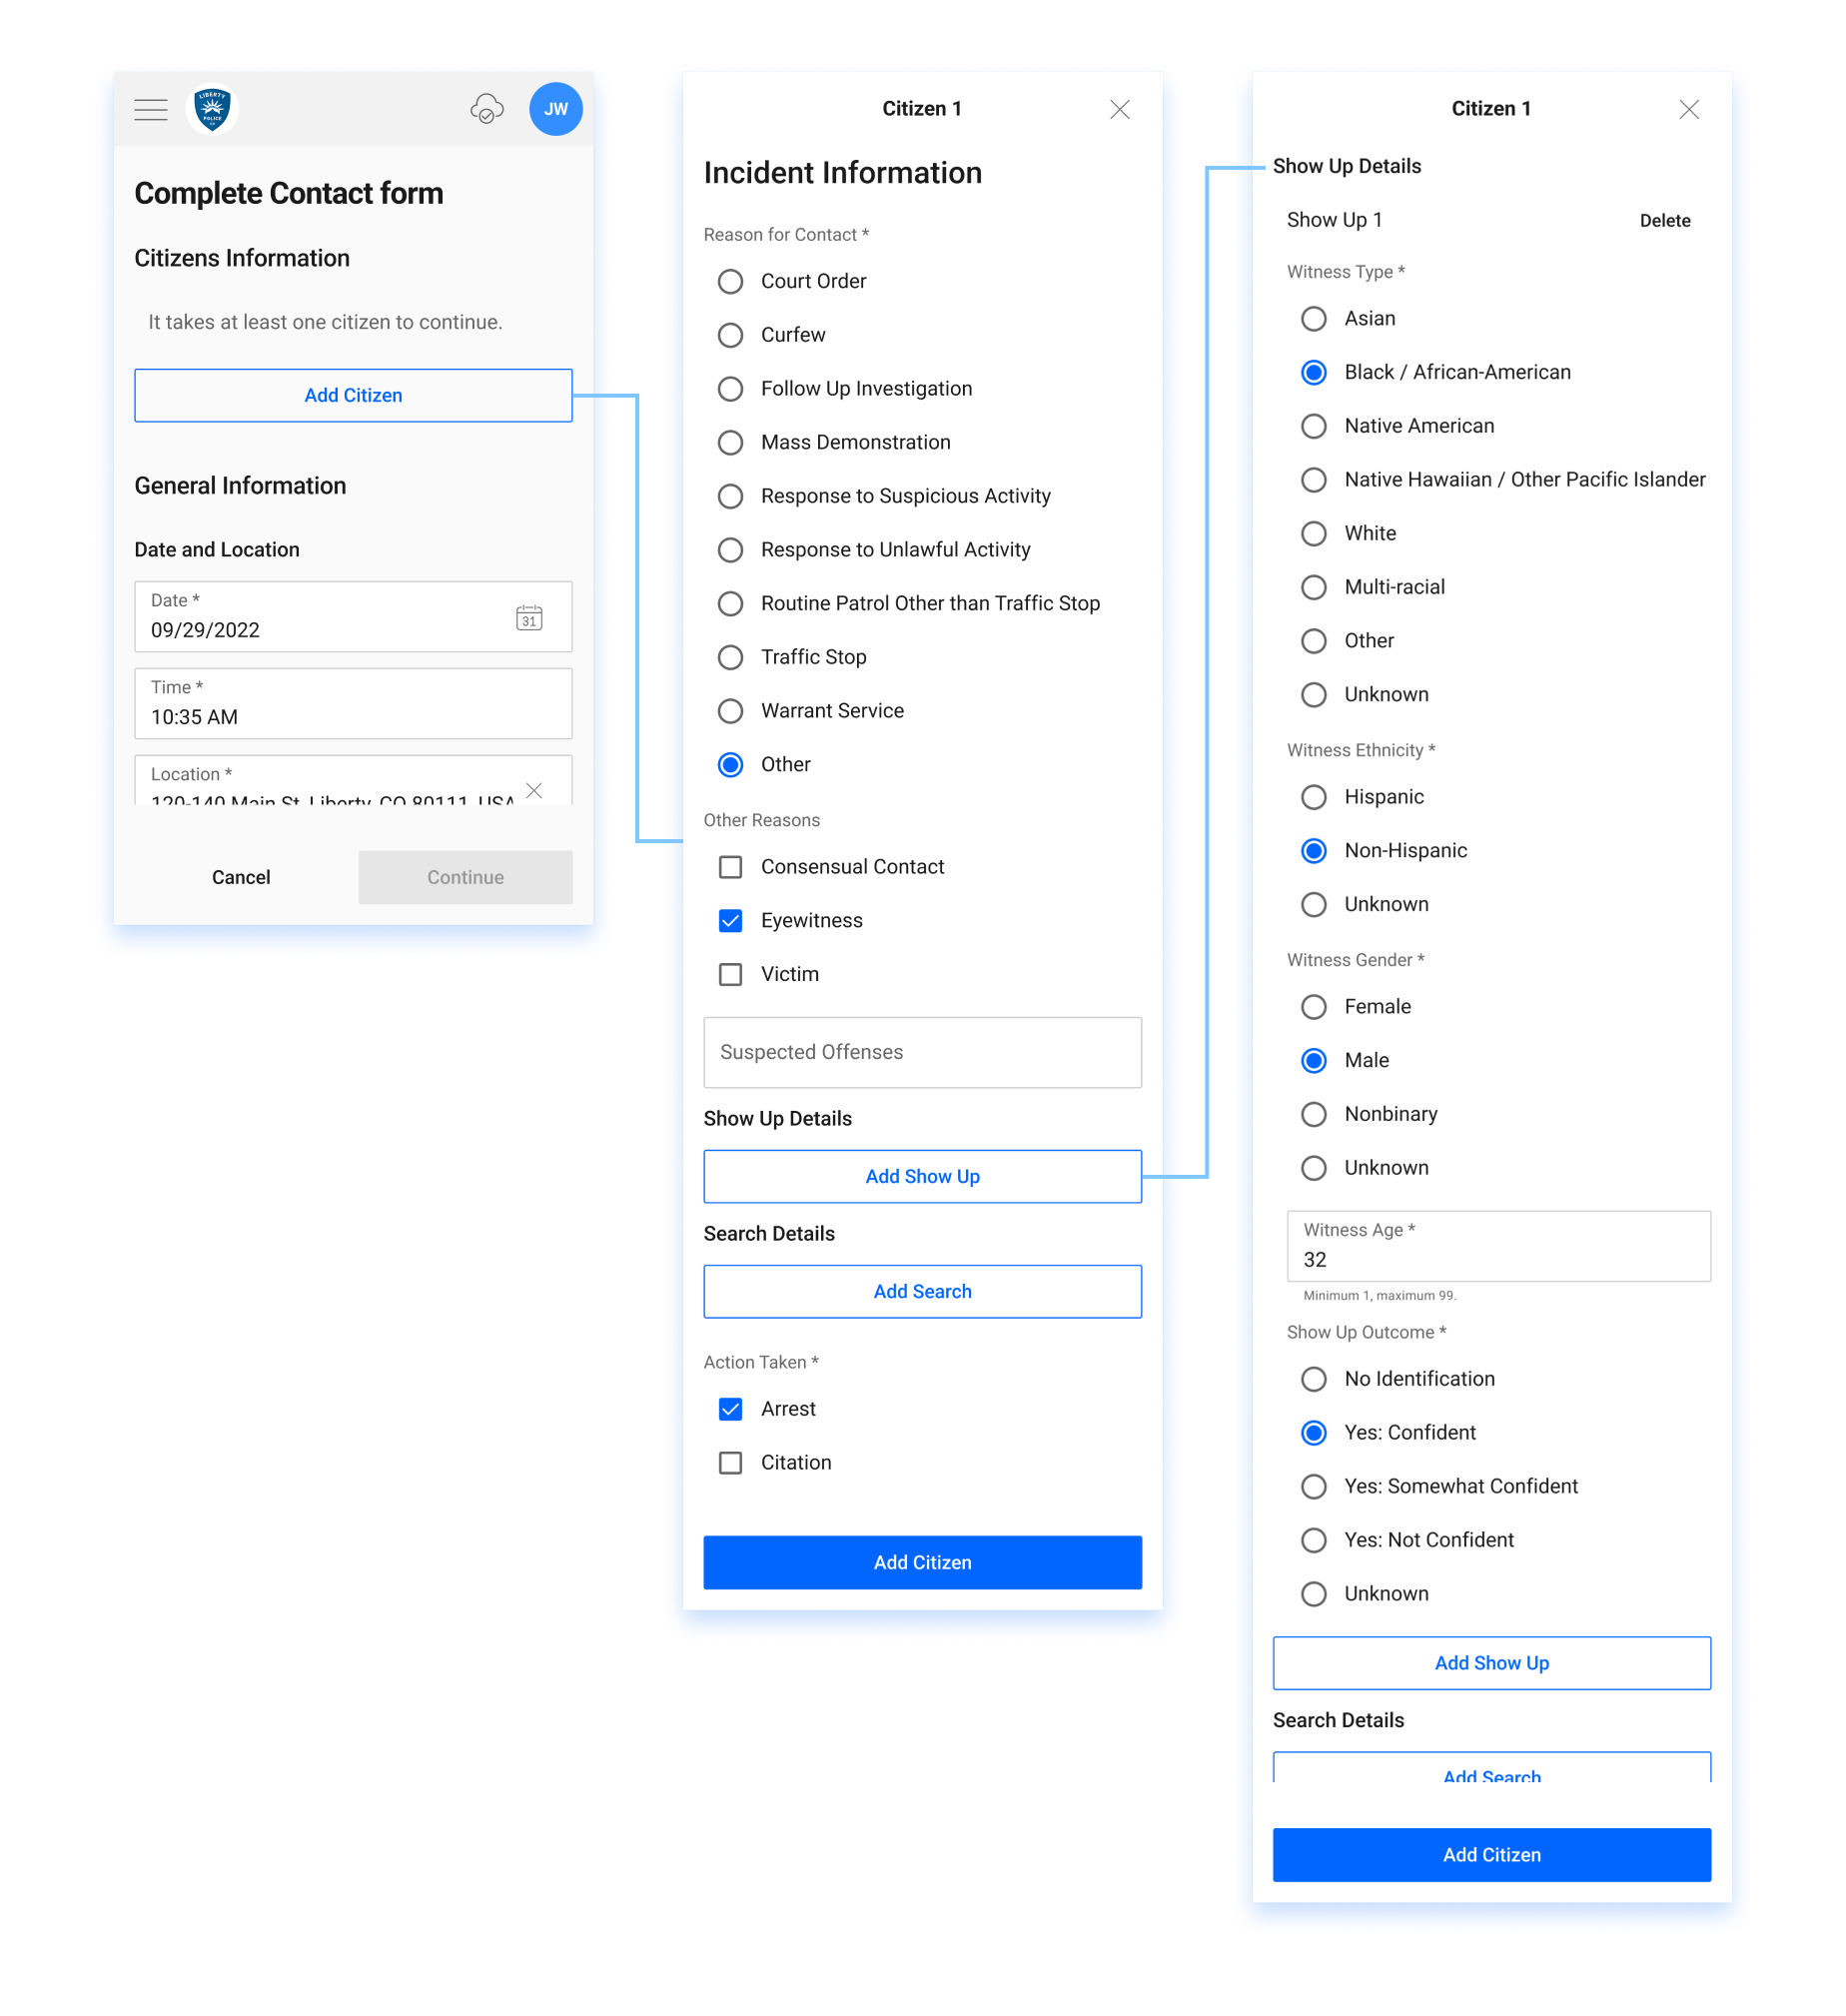 LIBERTY
POLICE
CO
JW
Complete Contact form
Citizens Information
It takes at least one citizen to continue.
Add Citizen
General Information
Date and Location
Date *
09/29/2022
31
Time *
10:35 AM
Location *
120-140 Main St, Liberty, CO 80111, USA
Cancel
Continue
Citizen 1
Incident Information
Reason for Contact *
Court Order
Curfew
Follow Up Investigation
Mass Demonstration
Response to Suspicious Activity
Response to Unlawful Activity
Routine Patrol Other than Traffic Stop
Traffic Stop
Warrant Service
Other
Other Reasons
Consensual Contact
Eyewitness
Victim
Suspected Offenses
Show Up Details
Add Show Up
Search Details
Add Search
Action Taken *
Arrest
Citation
Add Citizen
Citizen 1
Show Up Details
Show Up 1
Delete
Witness Type *
Asian
Black / African-American
Native American
Native Hawaiian / Other Pacific Islander
White
Multi-racial
Other
Unknown
Witness Ethnicity *
Hispanic
Non-Hispanic
Unknown
Witness Gender *
Female
Male
Nonbinary
Unknown
Witness Age *
32
Minimum 1, maximum 99.
Show Up Outcome *
No Identification
Yes: Confident
Yes: Somewhat Confident
Yes: Not Confident
Unknown
Add Show Up
Search Details
Add Search
Add Citizen